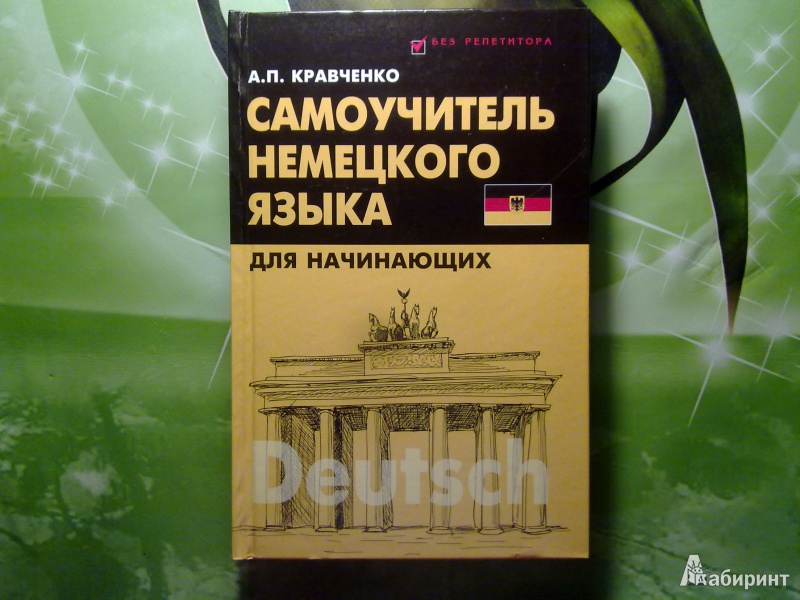 БЕЗ РЕПЕТИТОРА
А.П. КРАВЧЕНКО
САМОУЧИТЕЛЬ
НЕМЕЦКОГО
ЯЗЫКА
ДЛЯ НАЧИНАЮЩИХ
Deutsch
Лабиринт